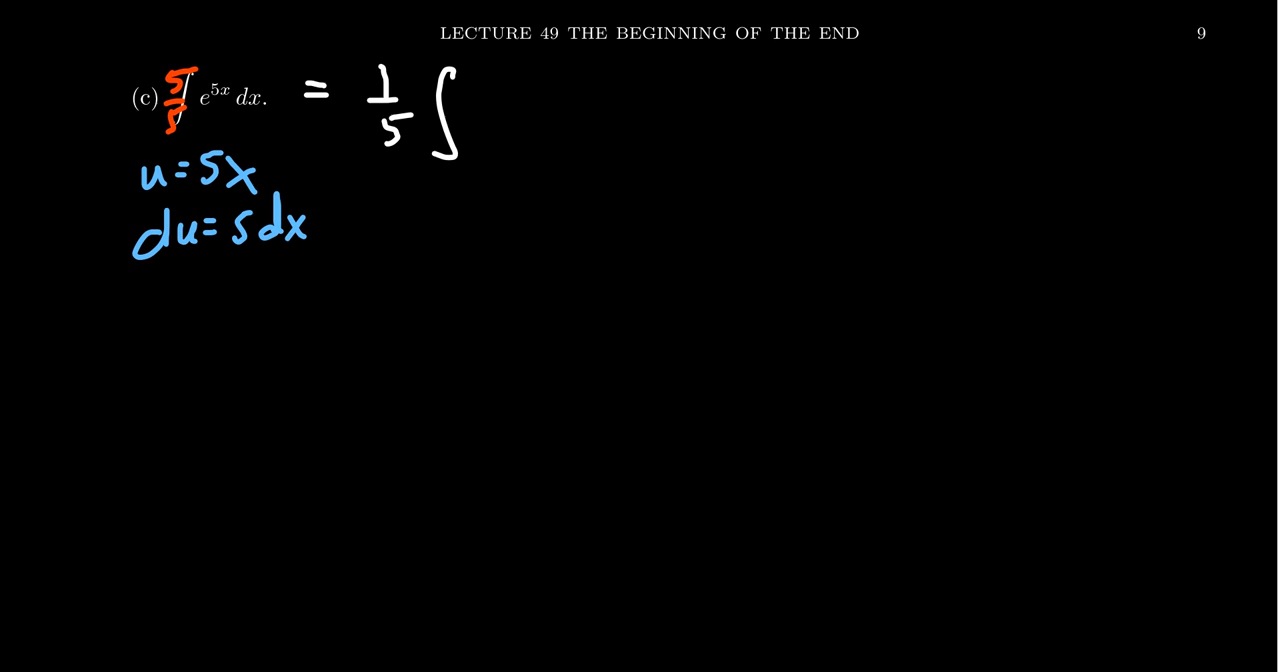 LECTURE 49 THE BEGINNING OF THE END 9
(c) 5/5 ∫ e^{5x} dx. = 1/5 ∫
u = 5x
du = 5dx